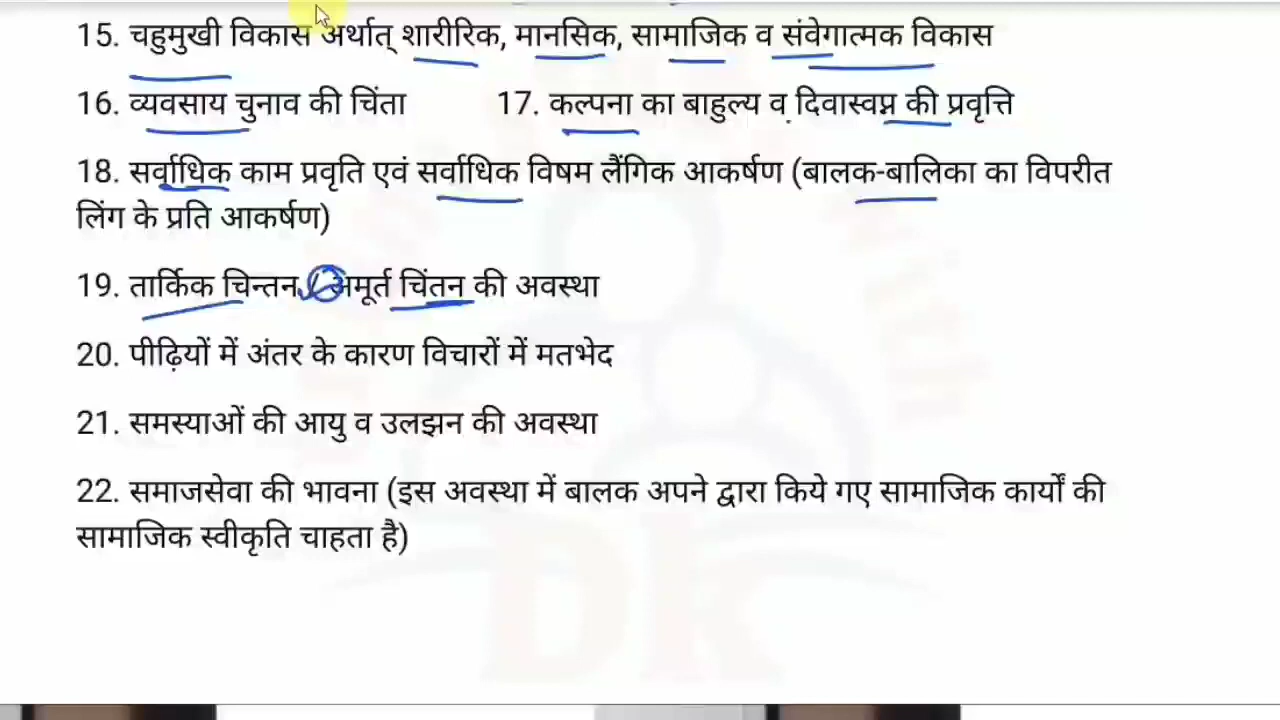 15. चहुमुखी विकास अर्थात् शारीरिक, मानसिक, सामाजिक व संवेगात्मक विकास
16. व्यवसाय चुनाव की चिंता 17. कल्पना का बाहुल्य व दिवास्वप्न की प्रवृत्ति
18. सर्वाधिक काम प्रवृति एवं सर्वाधिक विषम लैंगिक आकर्षण (बालक-बालिका का विपरीत
लिंग के प्रति आकर्षण)
19. तार्किक चिन्तन / अमूर्त चिंतन की अवस्था
20. पीढ़ियों में अंतर के कारण विचारों में मतभेद
21. समस्याओं की आयु व उलझन की अवस्था
22. समाजसेवा की भावना (इस अवस्था में बालक अपने द्वारा किये गए सामाजिक कार्यों की
सामाजिक स्वीकृति चाहता है)
DK